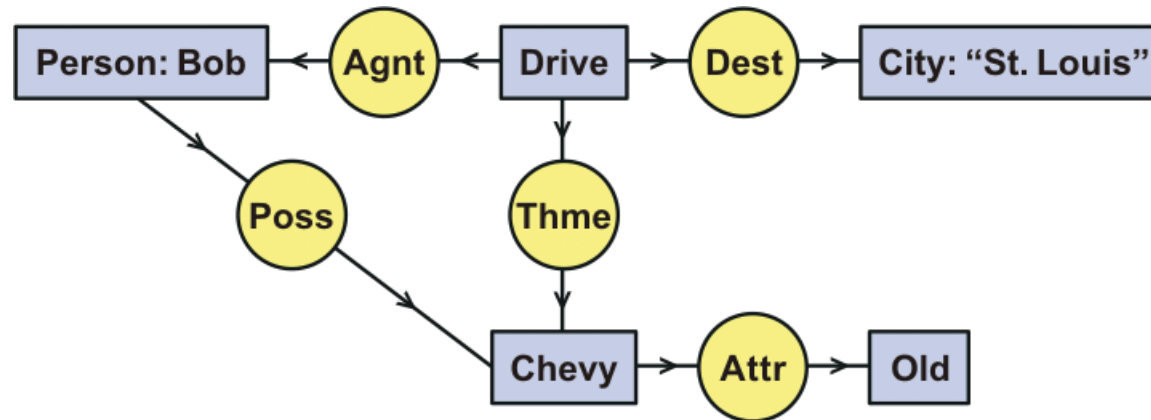 Person: Bob
Agnt
Drive
Dest
City: “St. Louis”
Poss
Thme
Chevy
Attr
Old